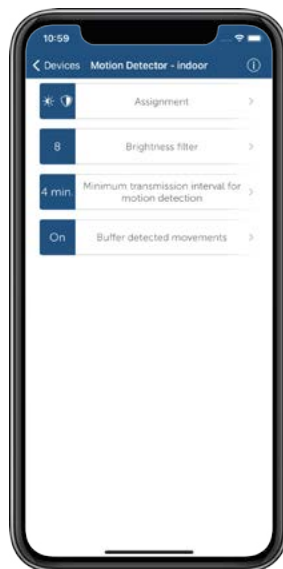 10:59
Devices Motion Detector - indoor
Assignment
8 Brightness filter
4 min. Minimum transmission interval for
motion detection
On Buffer detected movements